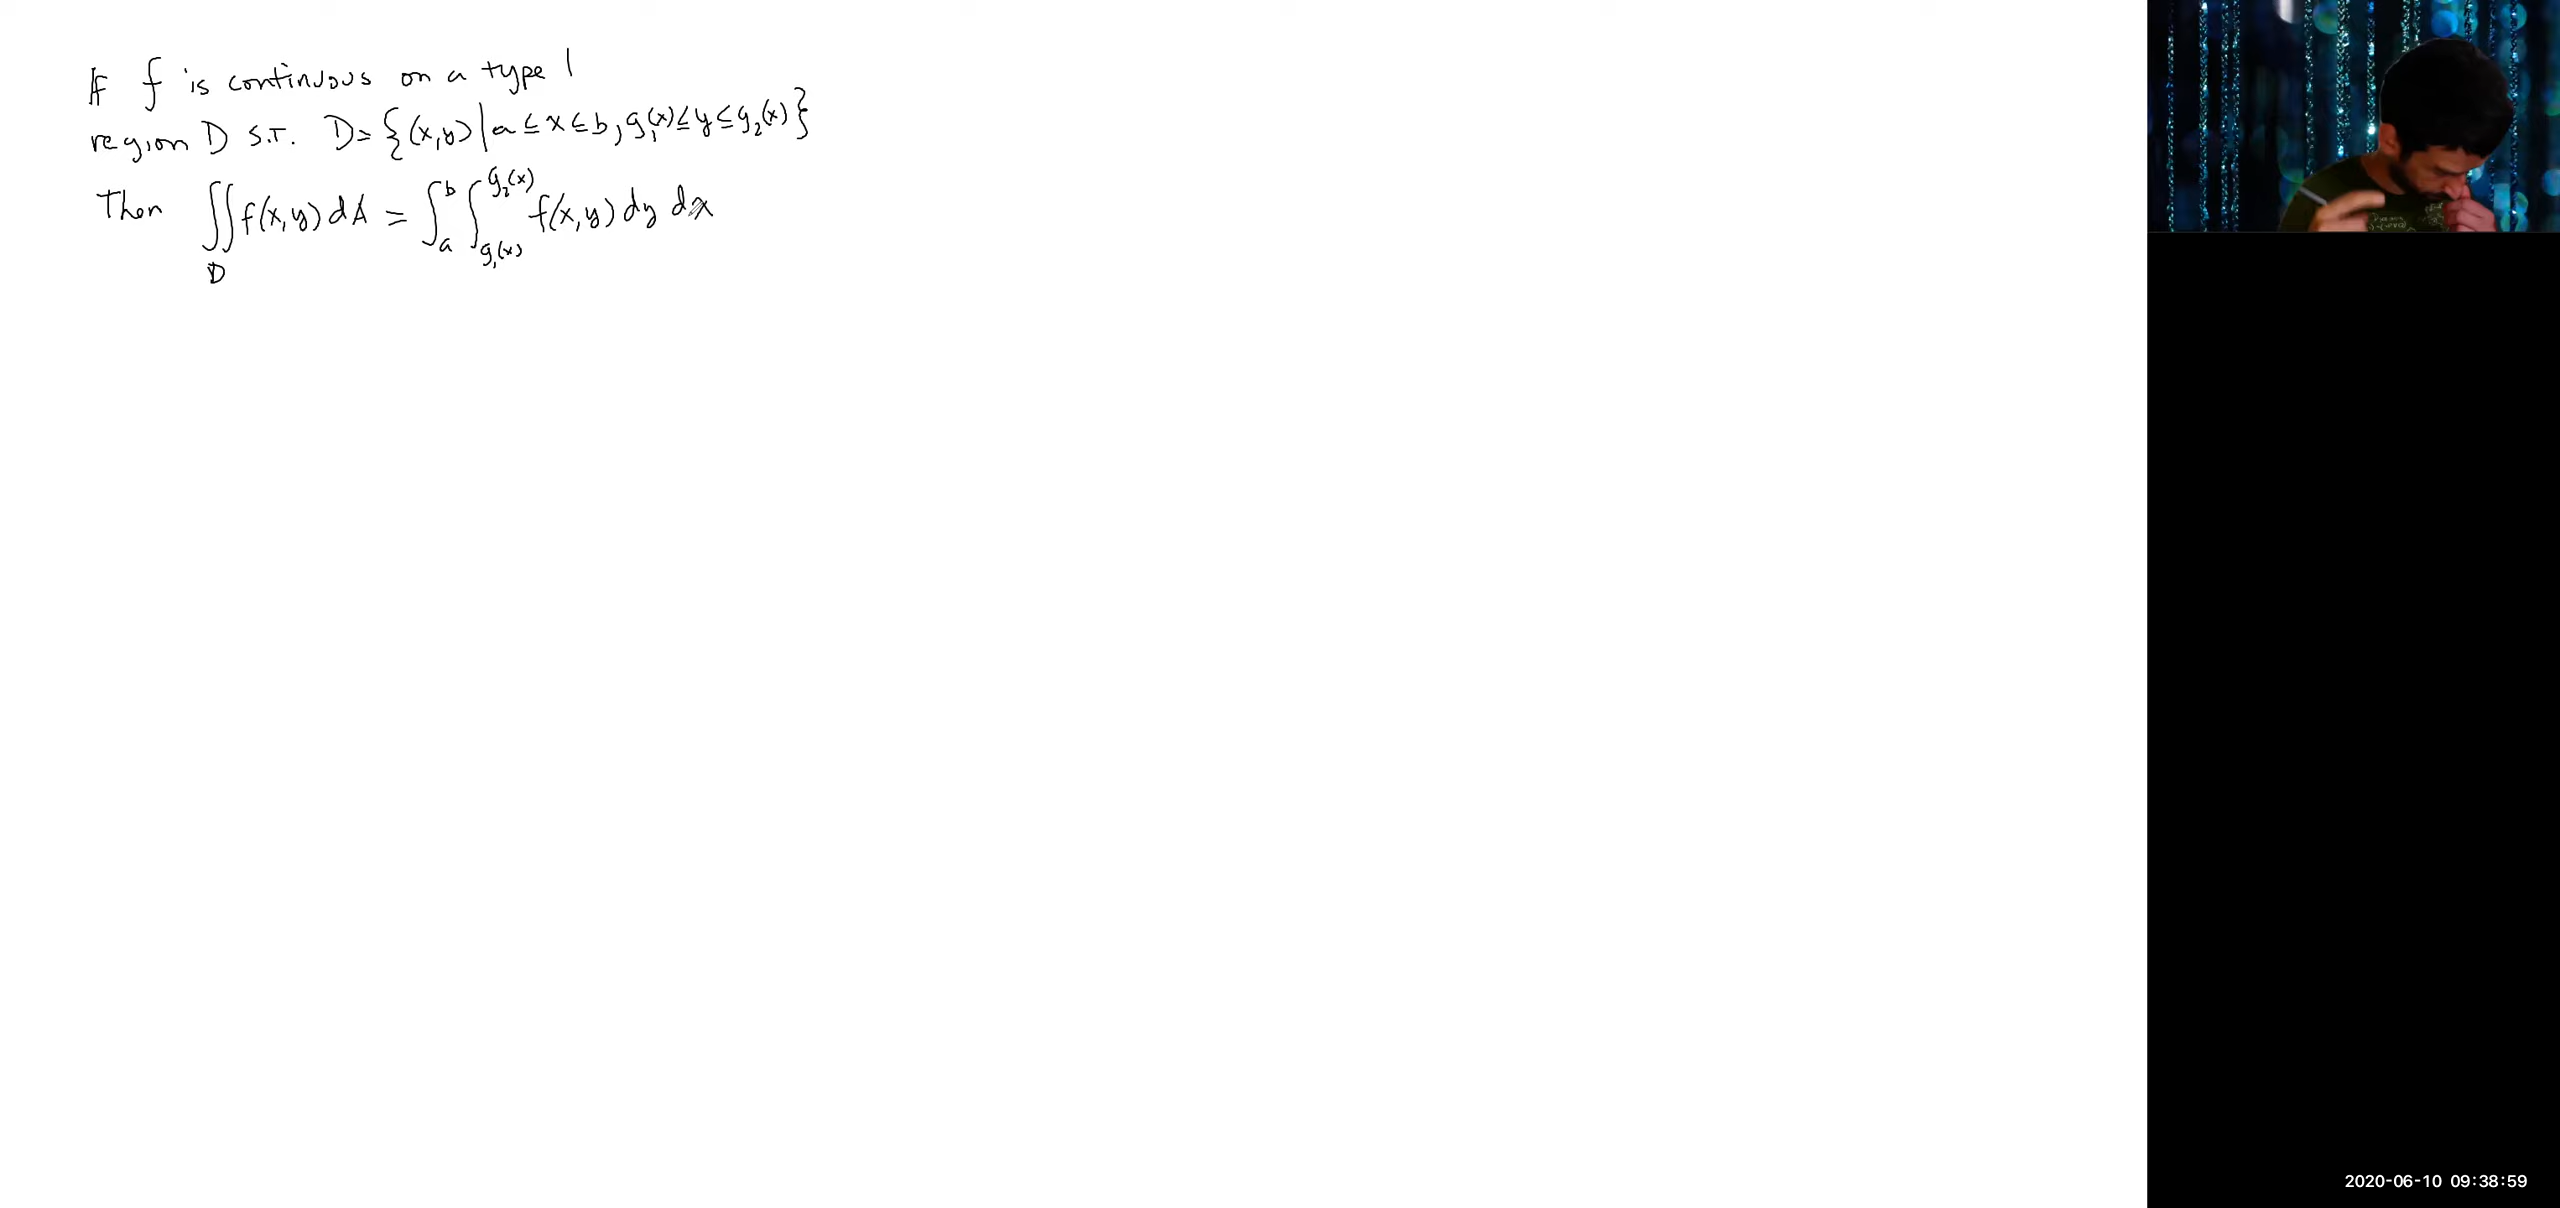 If f is continuous on a type 1
region D S.T. D = {(x,y) | a ≤ x ≤ b, g₁(x) ≤ y ≤ g₂(x)}
Then ∬_D f(x,y) dA = ∫_a^b ∫_{g₁(x)}^{g₂(x)} f(x,y) dy dx
2020-06-10 09:38:59